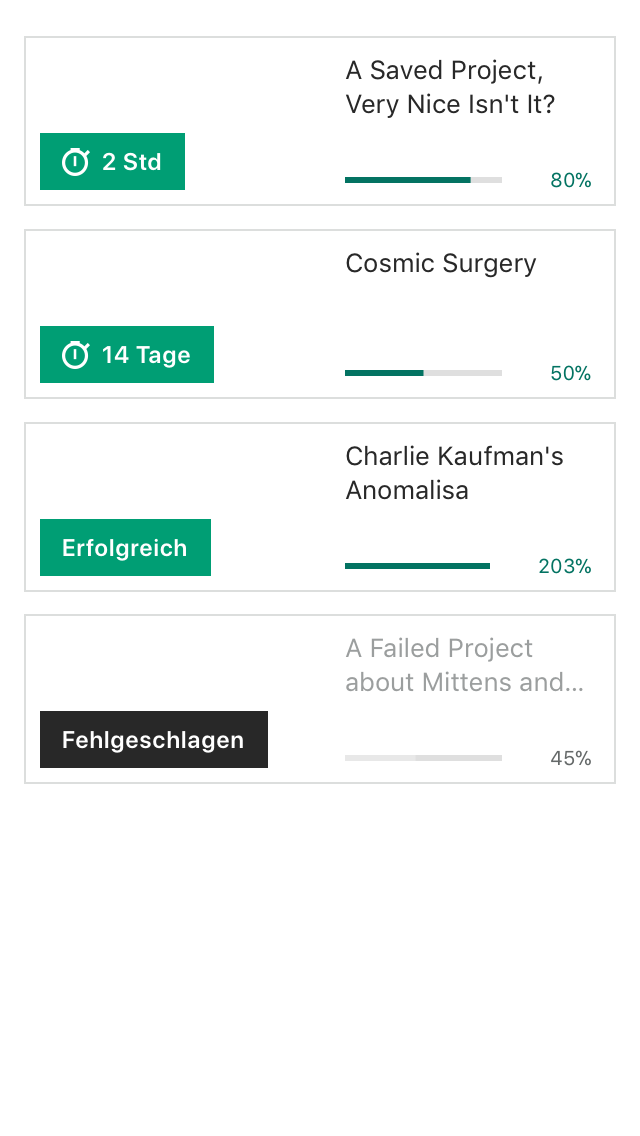 A Saved Project,
Very Nice Isn't It?
2 Std
80%
Cosmic Surgery
14 Tage
50%
Charlie Kaufman's
Anomalisa
Erfolgreich
203%
A Failed Project
about Mittens and...
Fehlgeschlagen
45%